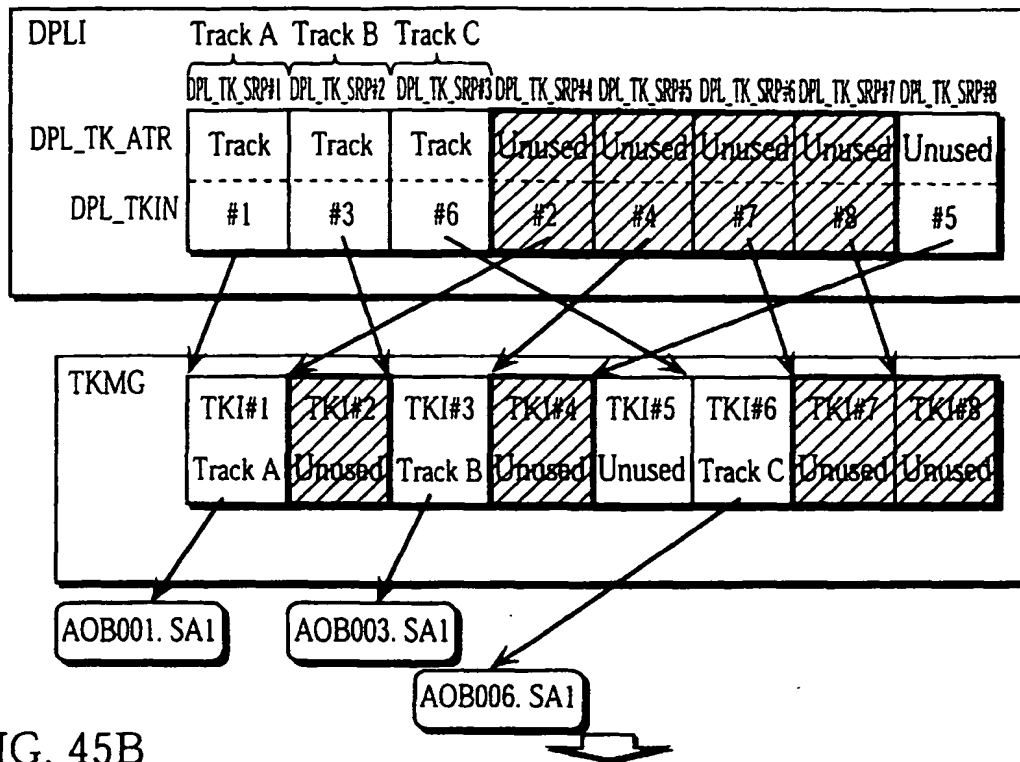 DPLI Track A Track B Track C
DPL_TK_SRP#1 DPL_TK_SRP#2 DPL_TK_SRP#3 DPL_TK_SRP#4 DPL_TK_SRP#5 DPL_TK_SRP#6 DPL_TK_SRP#7 DPL_TK_SRP#8
DPL_TK_ATR Track Track Track Unused Unused Unused Unused Unused
DPL_TKIN #1 #3 #6 #2 #4 #7 #8 #5
TKMG
TKI#1 TKI#2 TKI#3 TKI#4 TKI#5 TKI#6 TKI#7 TKI#8
Track A Unused Track B Unused Unused Track C Unused Unused
AOB001. SA1 AOB003. SA1
AOB006. SA1
IG. 45B